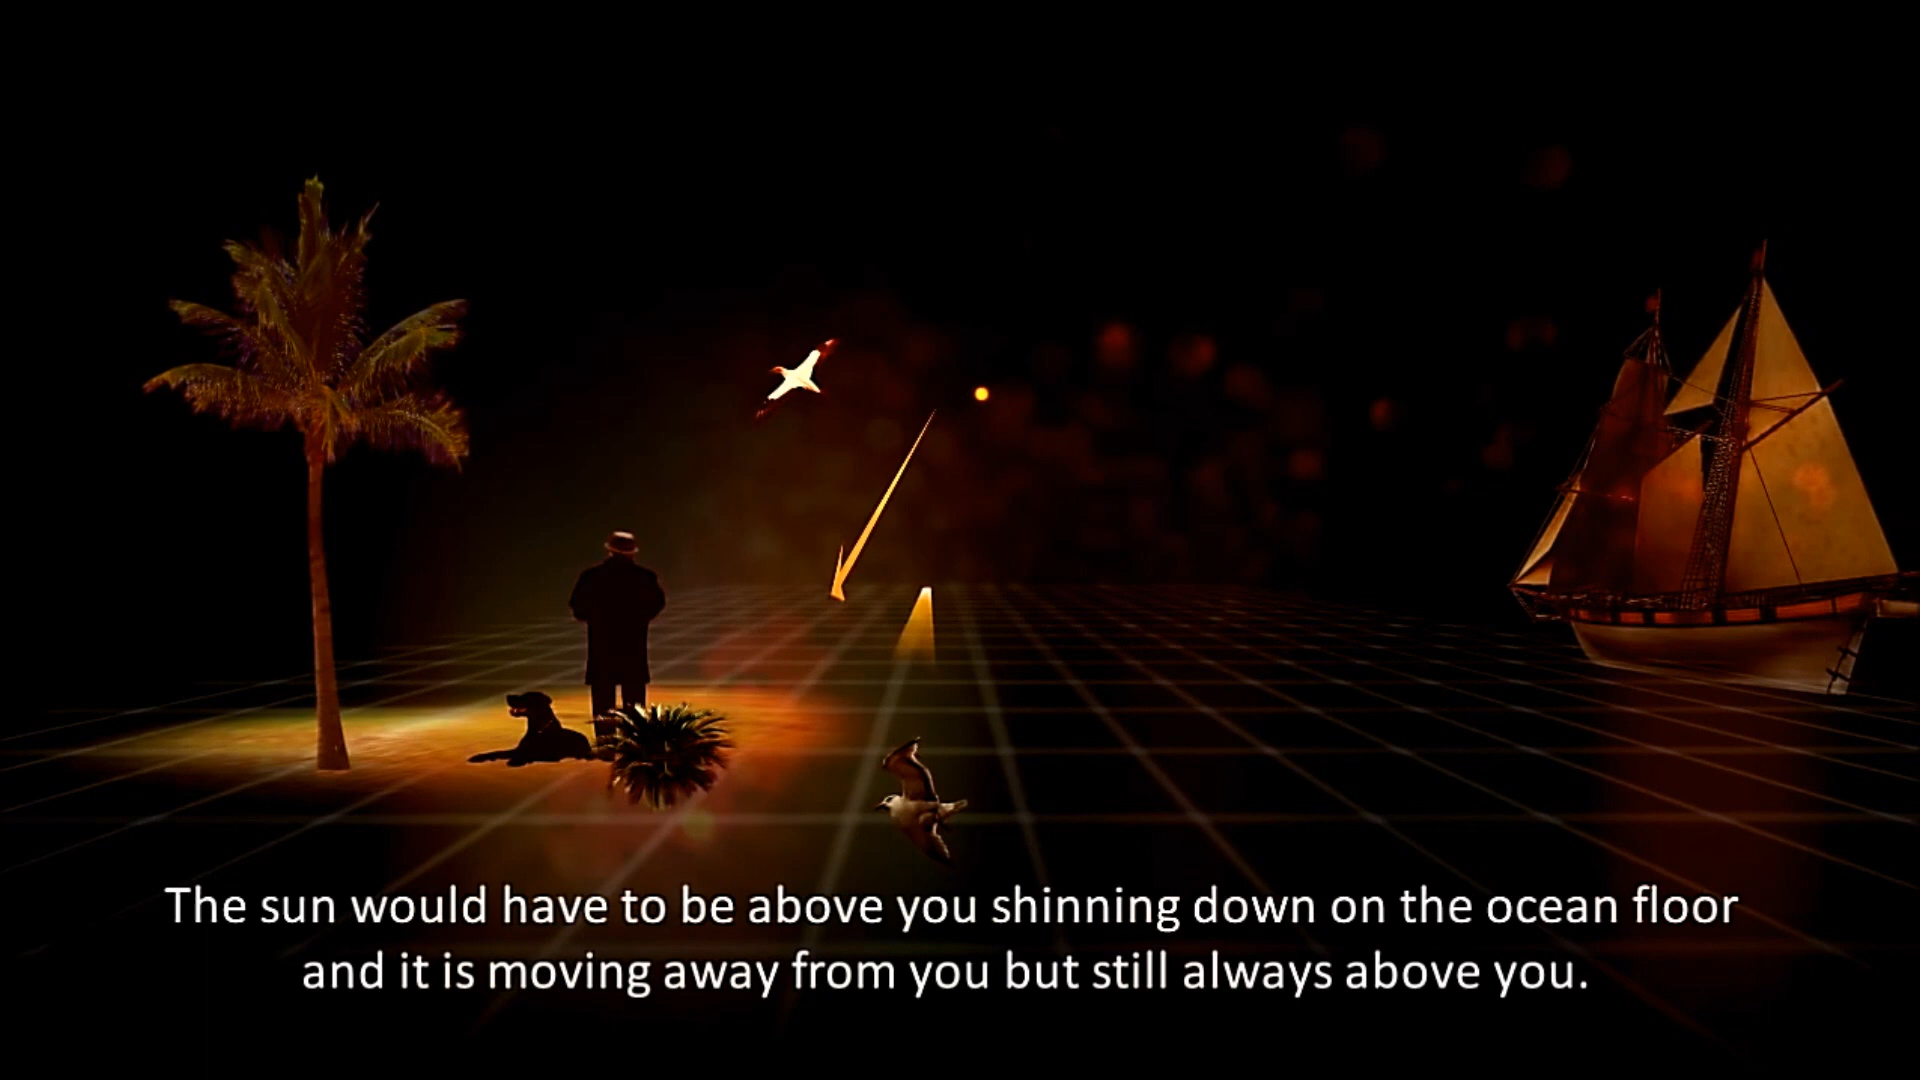 The sun would have to be above you shinning down on the ocean floor
and it is moving away from you but still always above you.